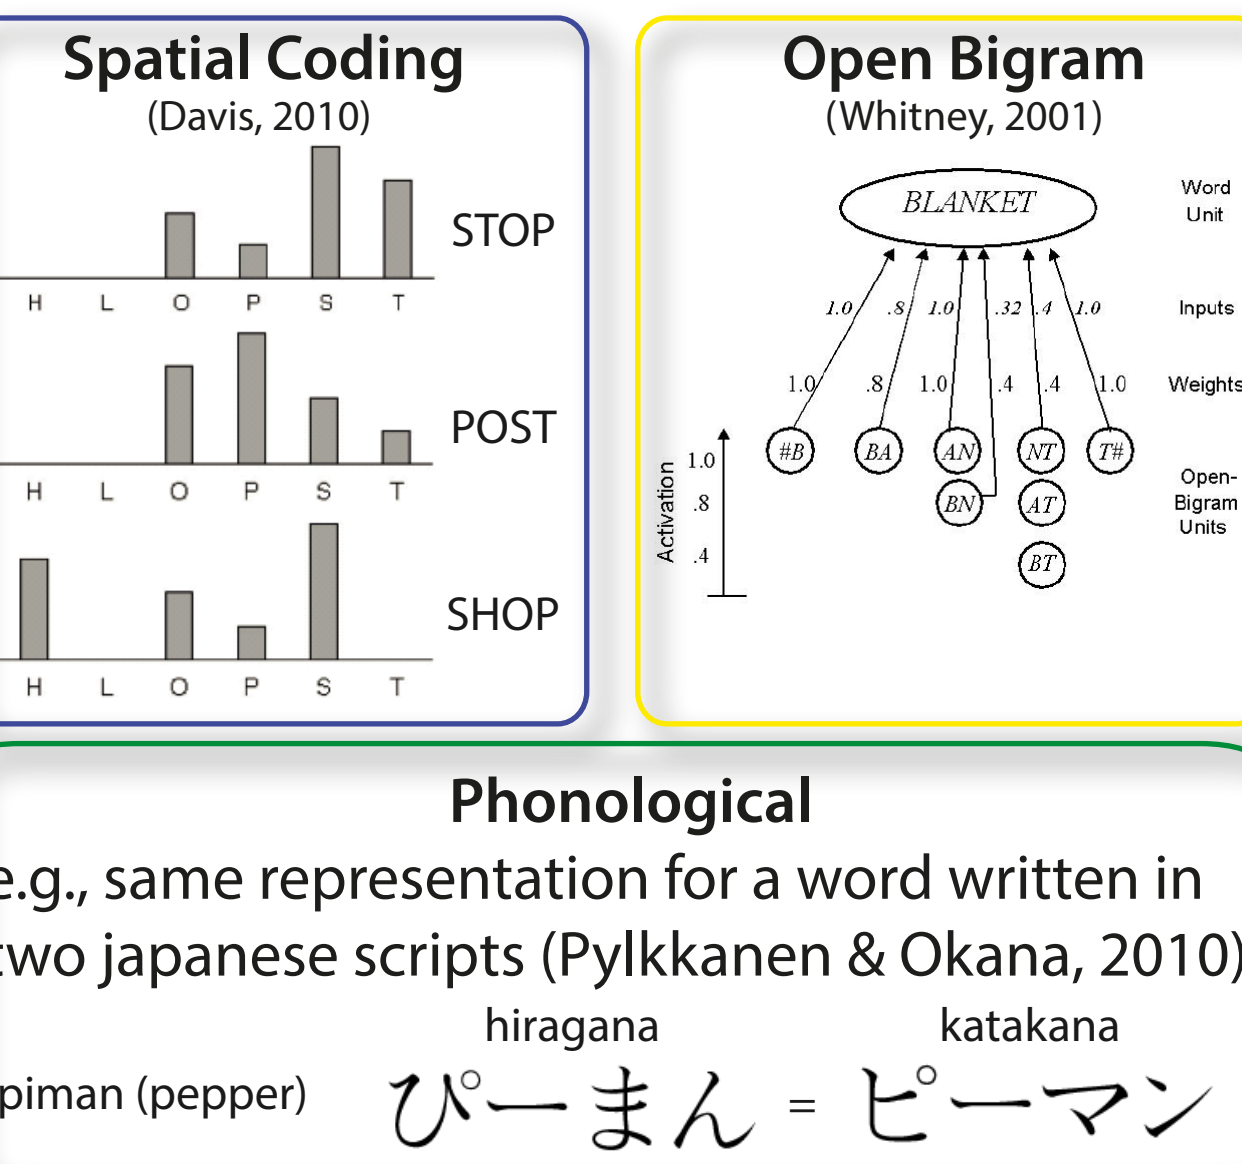 Spatial Coding
(Davis, 2010)
STOP
H L O P S T
POST
H L O P S T
SHOP
H L O P S T
Open Bigram
(Whitney, 2001)
BLANKET
Word
Unit
1.0 .8 1.0 .32 .4 1.0
Inputs
1.0 .8 1.0 .4 .4 1.0
Weights
Activation
1.0
.8
.4
#B BA AN NT T#
BN AT
BT
Open-
Bigram
Units
Phonological
e.g., same representation for a word written in
two japanese scripts (Pylkkanen & Okana, 2010)
hiragana katakana
piman (pepper) ぴーまん = ピーマン